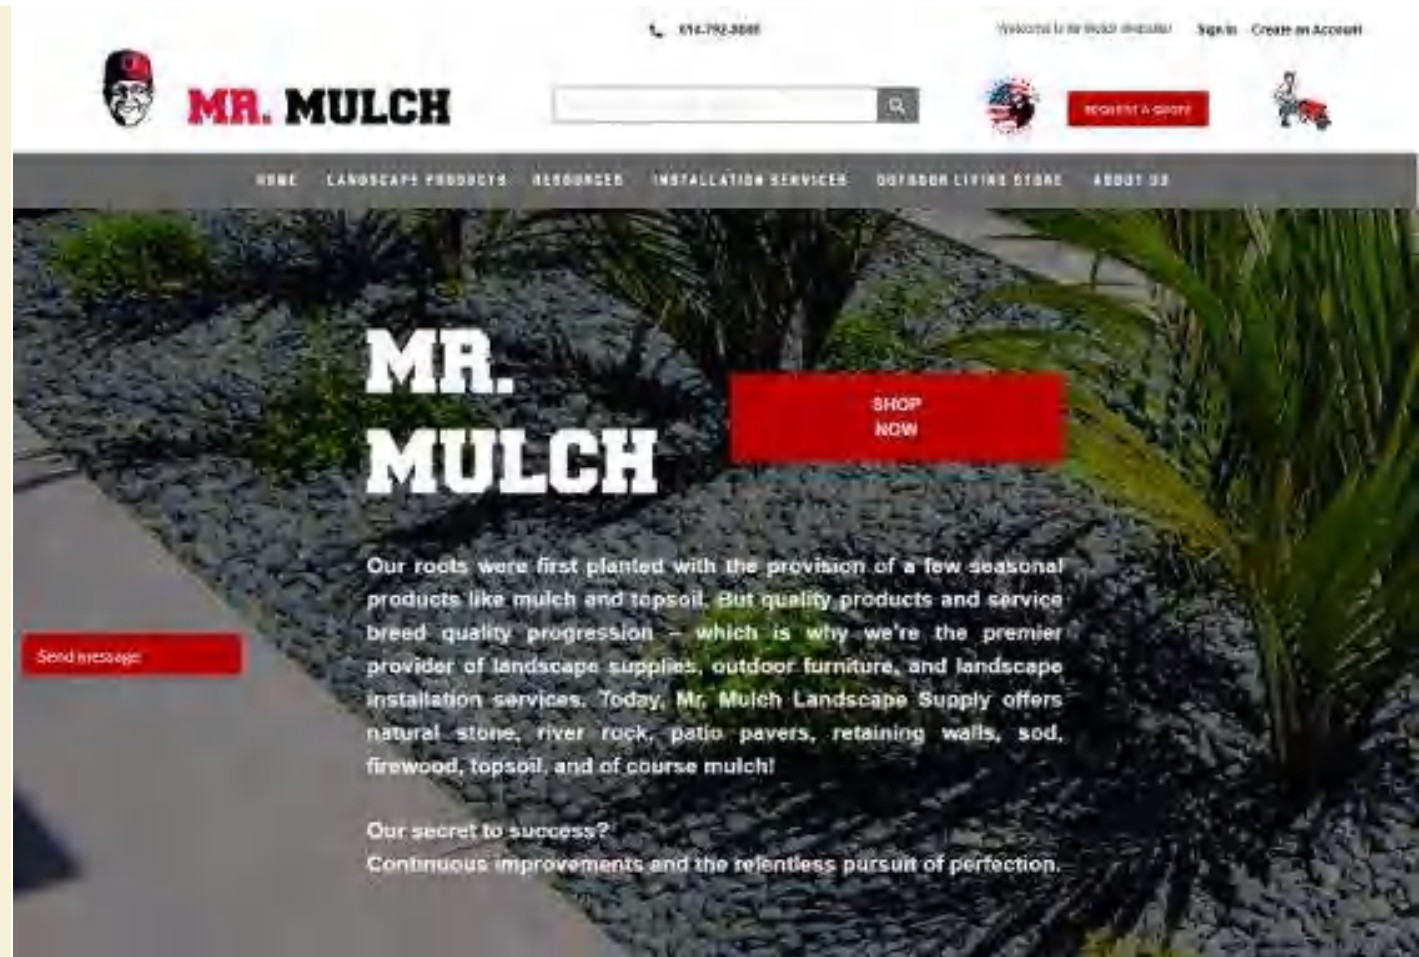 Sign In Create an Account
MR. MULCH
REQUEST A QUOTE
HOME LANDSCAPE PRODUCTS RESOURCES INSTALLATION SERVICES OUTDOOR LIVING STORE ABOUT US
MR.
MULCH
SHOP
NOW
Our roots were first planted with the provision of a few seasonal
products like mulch and topsoil. But quality products and service
breed quality progression – which is why we're the premier
provider of landscape supplies, outdoor furniture, and landscape
installation services. Today, Mr. Mulch Landscape Supply offers
natural stone, river rock, patio pavers, retaining walls, sod,
firewood, topsoil, and of course mulch!
Send message
Our secret to success?
Continuous improvements and the relentless pursuit of perfection.